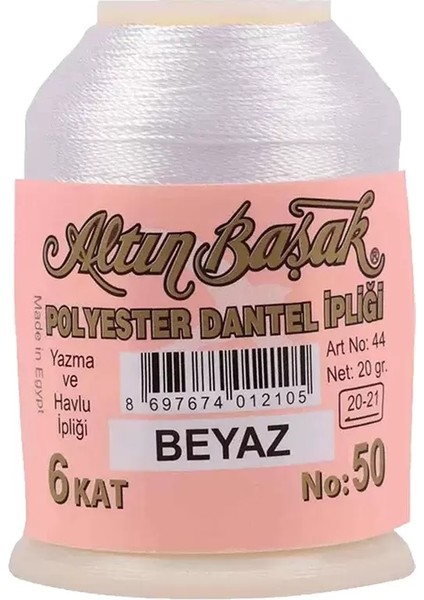 Altın Başak ®
POLYESTER DANTEL İPLİĞİ
Made in Egypt
Yazma
ve
Havlu
İpliği
Art No: 44
Net: 20 gr.
20-21
8 697674 012105
BEYAZ
6 KAT
No: 50